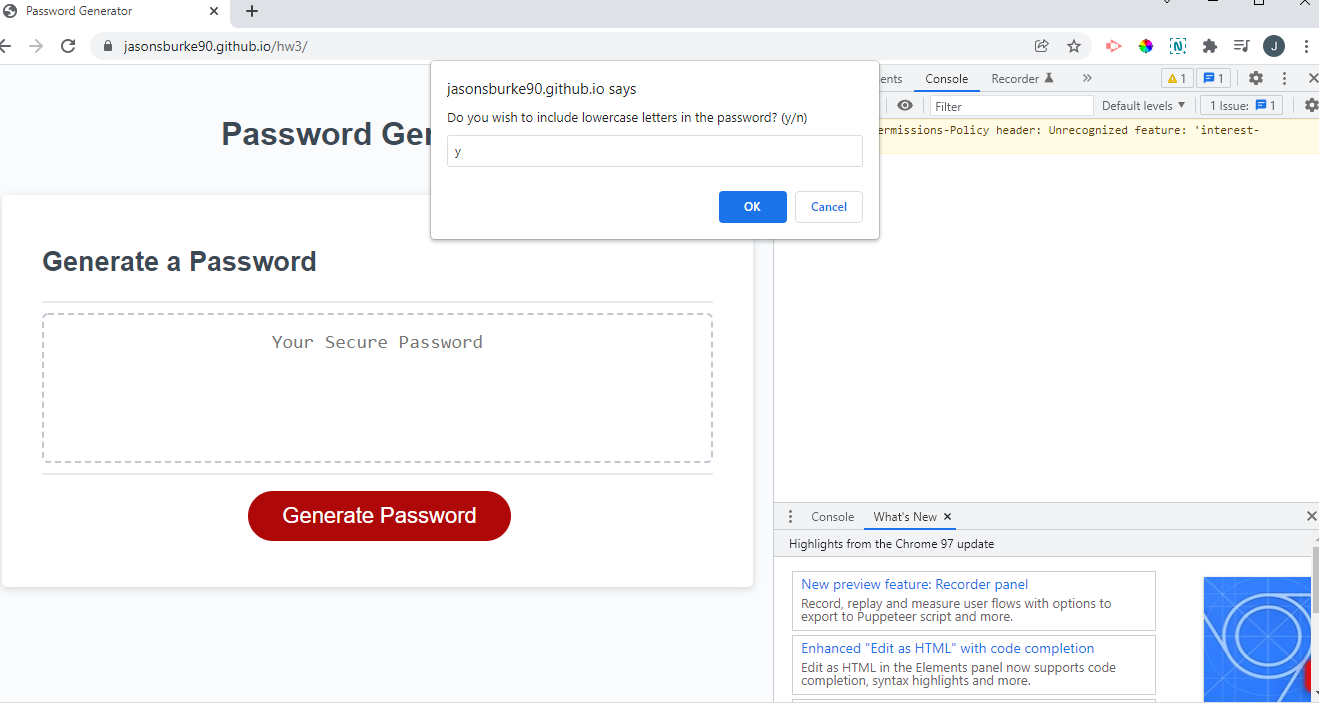 Password Generator
jasonsburke90.github.io/hw3/
J
jasonsburke90.github.io says
Do you wish to include lowercase letters in the password? (y/n)
y
OK Cancel
ents Console Recorder 1 1
Filter Default levels 1 Issue: 1
ermissions-Policy header: Unrecognized feature: 'interest-
Password Ger
Generate a Password
Your Secure Password
Generate Password
Console What's New
Highlights from the Chrome 97 update
New preview feature: Recorder panel
Record, replay and measure user flows with options to
export to Puppeteer script and more.
Enhanced "Edit as HTML" with code completion
Edit as HTML in the Elements panel now supports code
completion, syntax highlights and more.